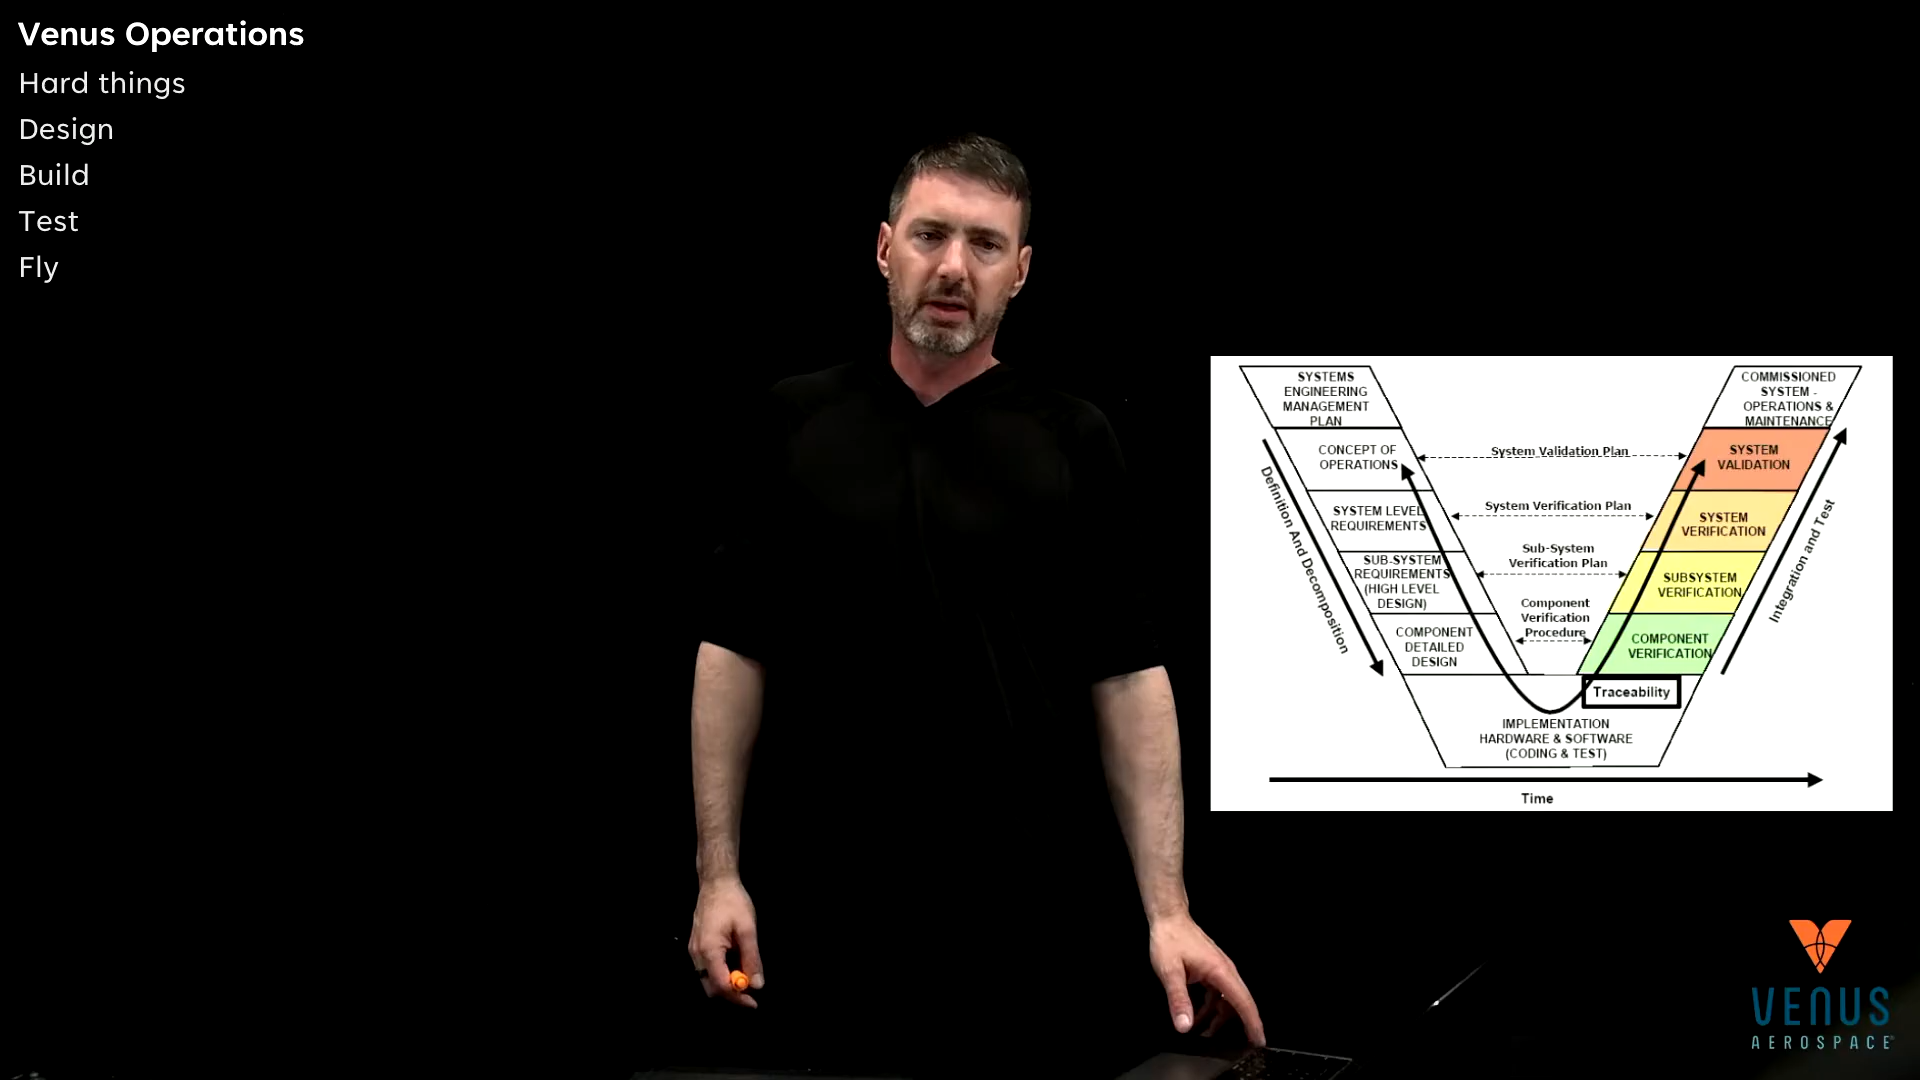 Venus Operations
Hard things
Design
Build
Test
Fly
SYSTEMS
ENGINEERING
MANAGEMENT
PLAN
CONCEPT OF
OPERATIONS
SYSTEM LEVEL
REQUIREMENTS
SUB-SYSTEM
REQUIREMENTS
(HIGH LEVEL
DESIGN)
COMPONENT
DETAILED
DESIGN
Definition And Decomposition
System Validation Plan
System Verification Plan
Sub-System
Verification Plan
Component
Verification
Procedure
COMMISSIONED
SYSTEM -
OPERATIONS &
MAINTENANCE
SYSTEM
VALIDATION
SYSTEM
VERIFICATION
SUBSYSTEM
VERIFICATION
COMPONENT
VERIFICATION
Integration and Test
Traceability
IMPLEMENTATION
HARDWARE & SOFTWARE
(CODING & TEST)
Time
VENUS
AEROSPACE